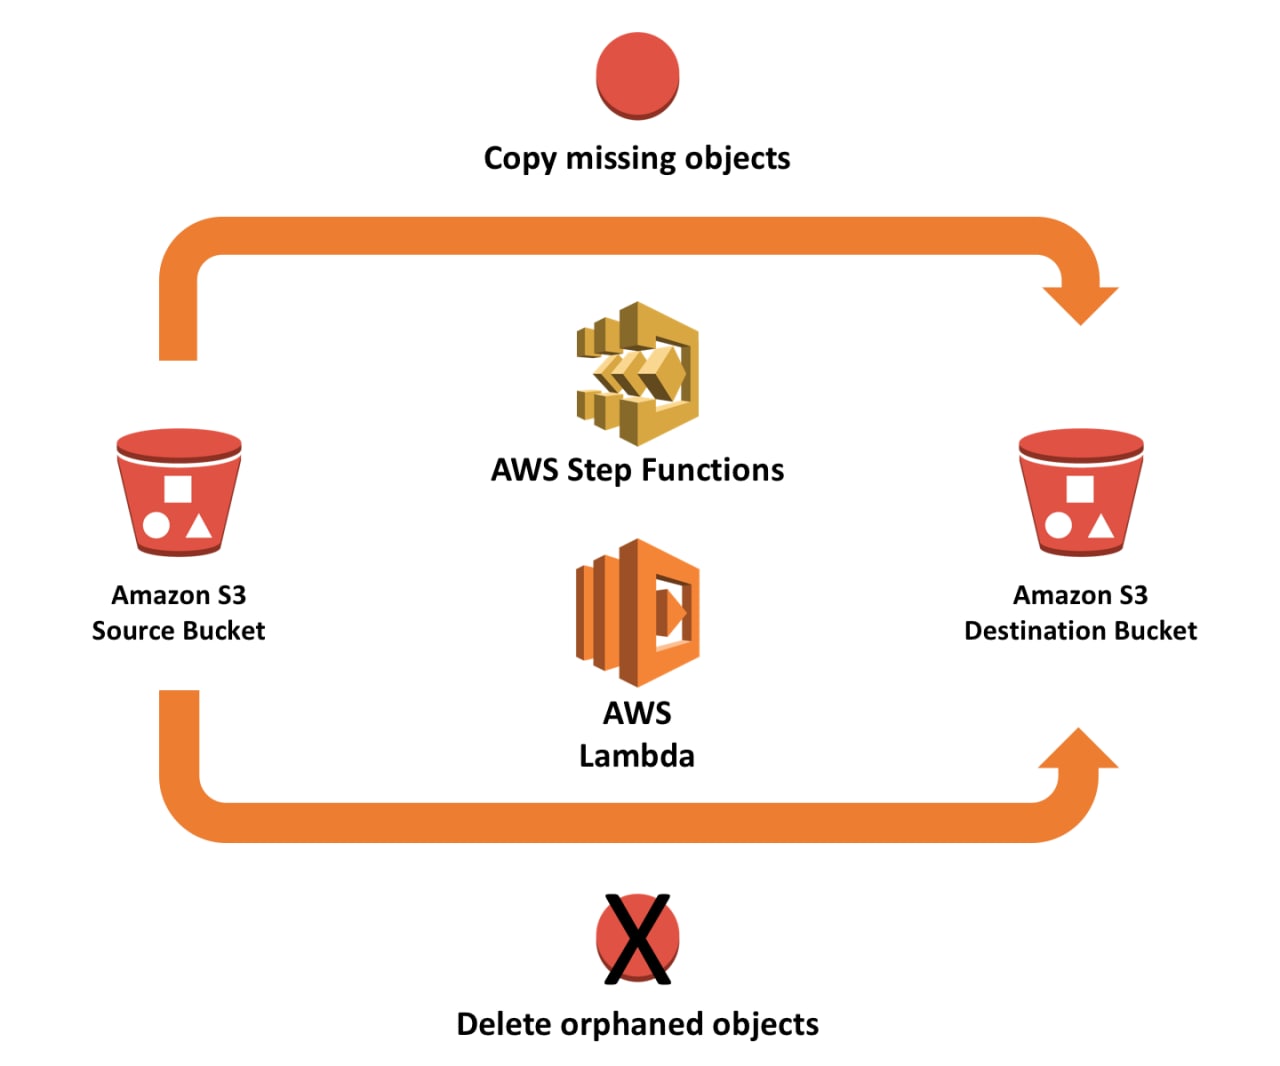 Copy missing objects
AWS Step Functions
Amazon S3
Source Bucket
Amazon S3
Destination Bucket
AWS
Lambda
X
Delete orphaned objects